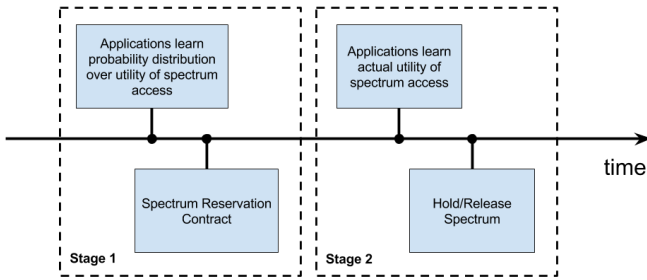 Applications learn
probability distribution
over utility of spectrum
access
Spectrum Reservation
Contract
Stage 1
Applications learn
actual utility of
spectrum access
Hold/Release
Spectrum
Stage 2
time